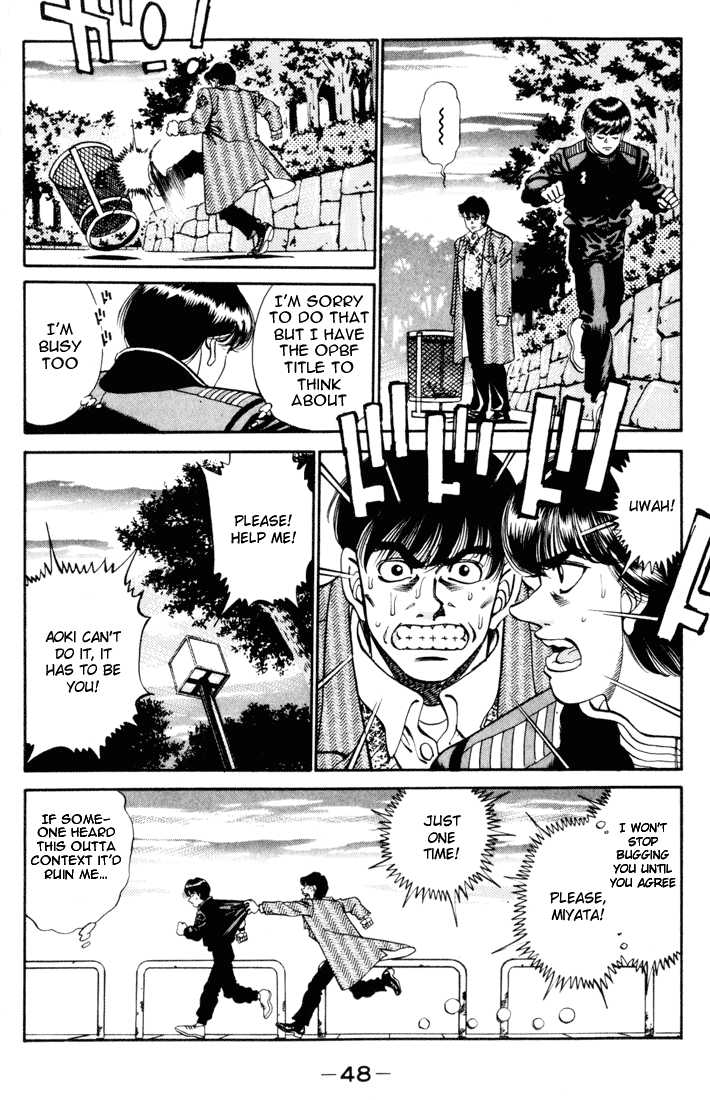 I'M SORRY
TO DO THAT
BUT I HAVE
THE OPBF
TITLE TO
THINK
ABOUT
I'M
BUSY
TOO
UWAH!
ドドドドド
PLEASE!
HELP ME!
AOKI CAN'T
DO IT, IT
HAS TO BE
YOU!
I WON'T
STOP
BUGGING
YOU UNTIL
YOU AGREE
PLEASE,
MIYATA!
JUST
ONE
TIME!
IF SOME-
ONE HEARD
THIS OUTTA
CONTEXT IT'D
RUIN ME...
—48—